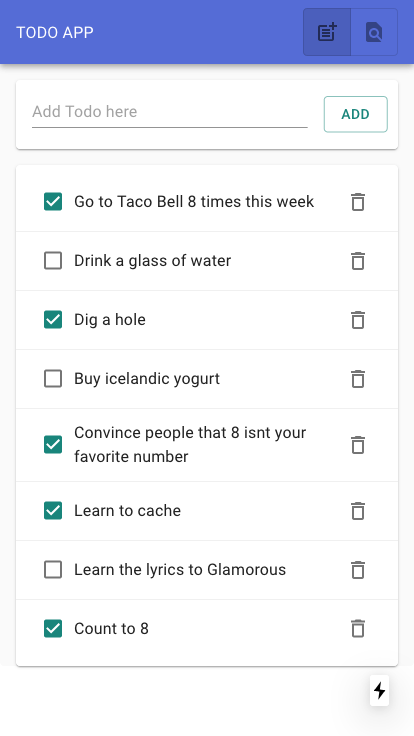 TODO APP
Add Todo here
ADD
Go to Taco Bell 8 times this week
Drink a glass of water
Dig a hole
Buy icelandic yogurt
Convince people that 8 isnt your
favorite number
Learn to cache
Learn the lyrics to Glamorous
Count to 8